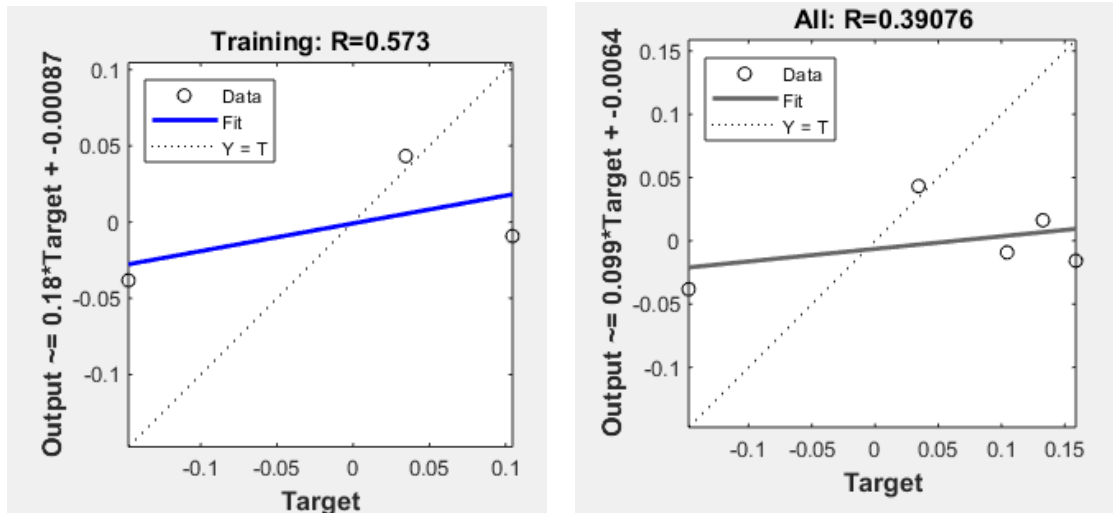 Training: R=0.573
Output ~= 0.18*Target + -0.00087
0.1
0.05
0
-0.05
-0.1
Data
Fit
Y = T
-0.1
-0.05
0
0.05
0.1
Target
All: R=0.39076
Output ~= 0.099*Target + -0.0064
0.15
0.1
0.05
0
-0.05
-0.1
Data
Fit
Y = T
-0.1
-0.05
0
0.05
0.1
0.15
Target